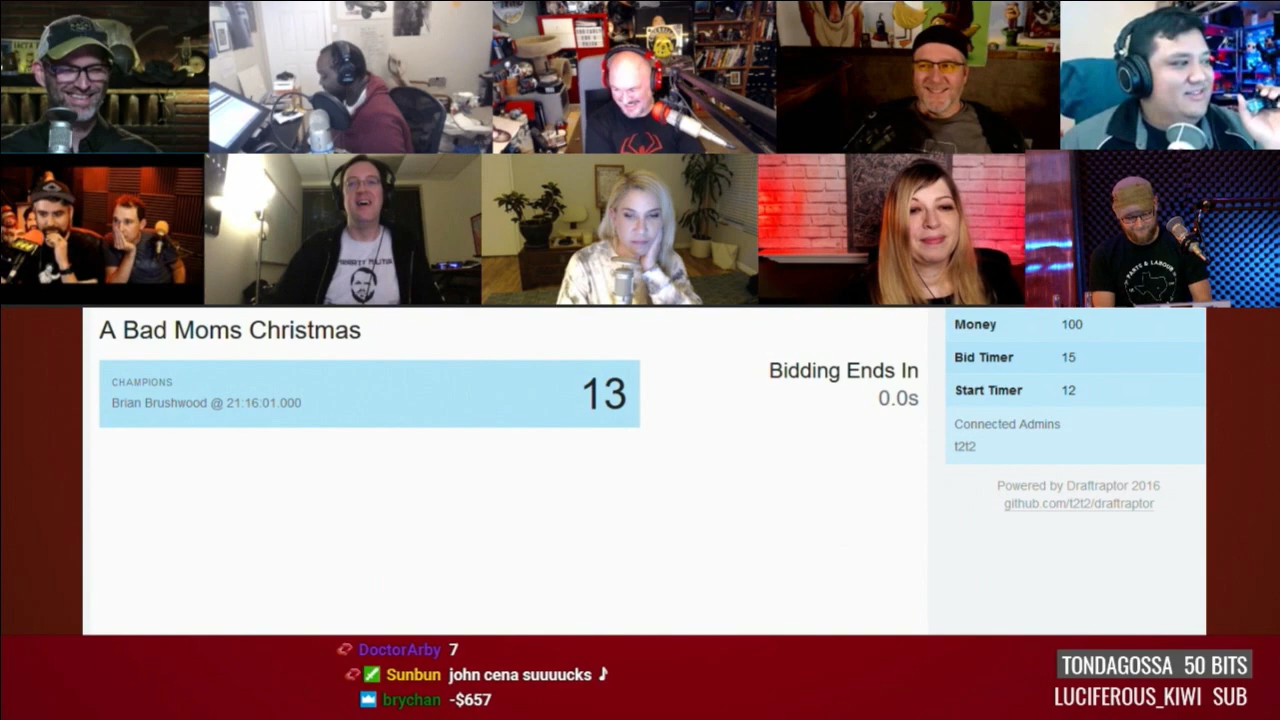 A Bad Moms Christmas
CHAMPIONS
Brian Brushwood @ 21:16:01.000
13
Bidding Ends In
0.0s
Money 100
Bid Timer 15
Start Timer 12
Connected Admins
t2t2
Powered by Draftraptor 2016
github.com/t2t2/draftraptor
DoctorArby 7
Sunbun john cena suuuucks ♪
brychan -$657
TONDAGOSSA 50 BITS
LUCIFEROUS_KIWI SUB